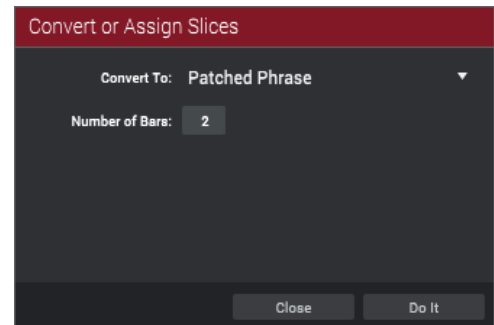 Convert or Assign Slices
Convert To: Patched Phrase
Number of Bars: 2
Close Do It